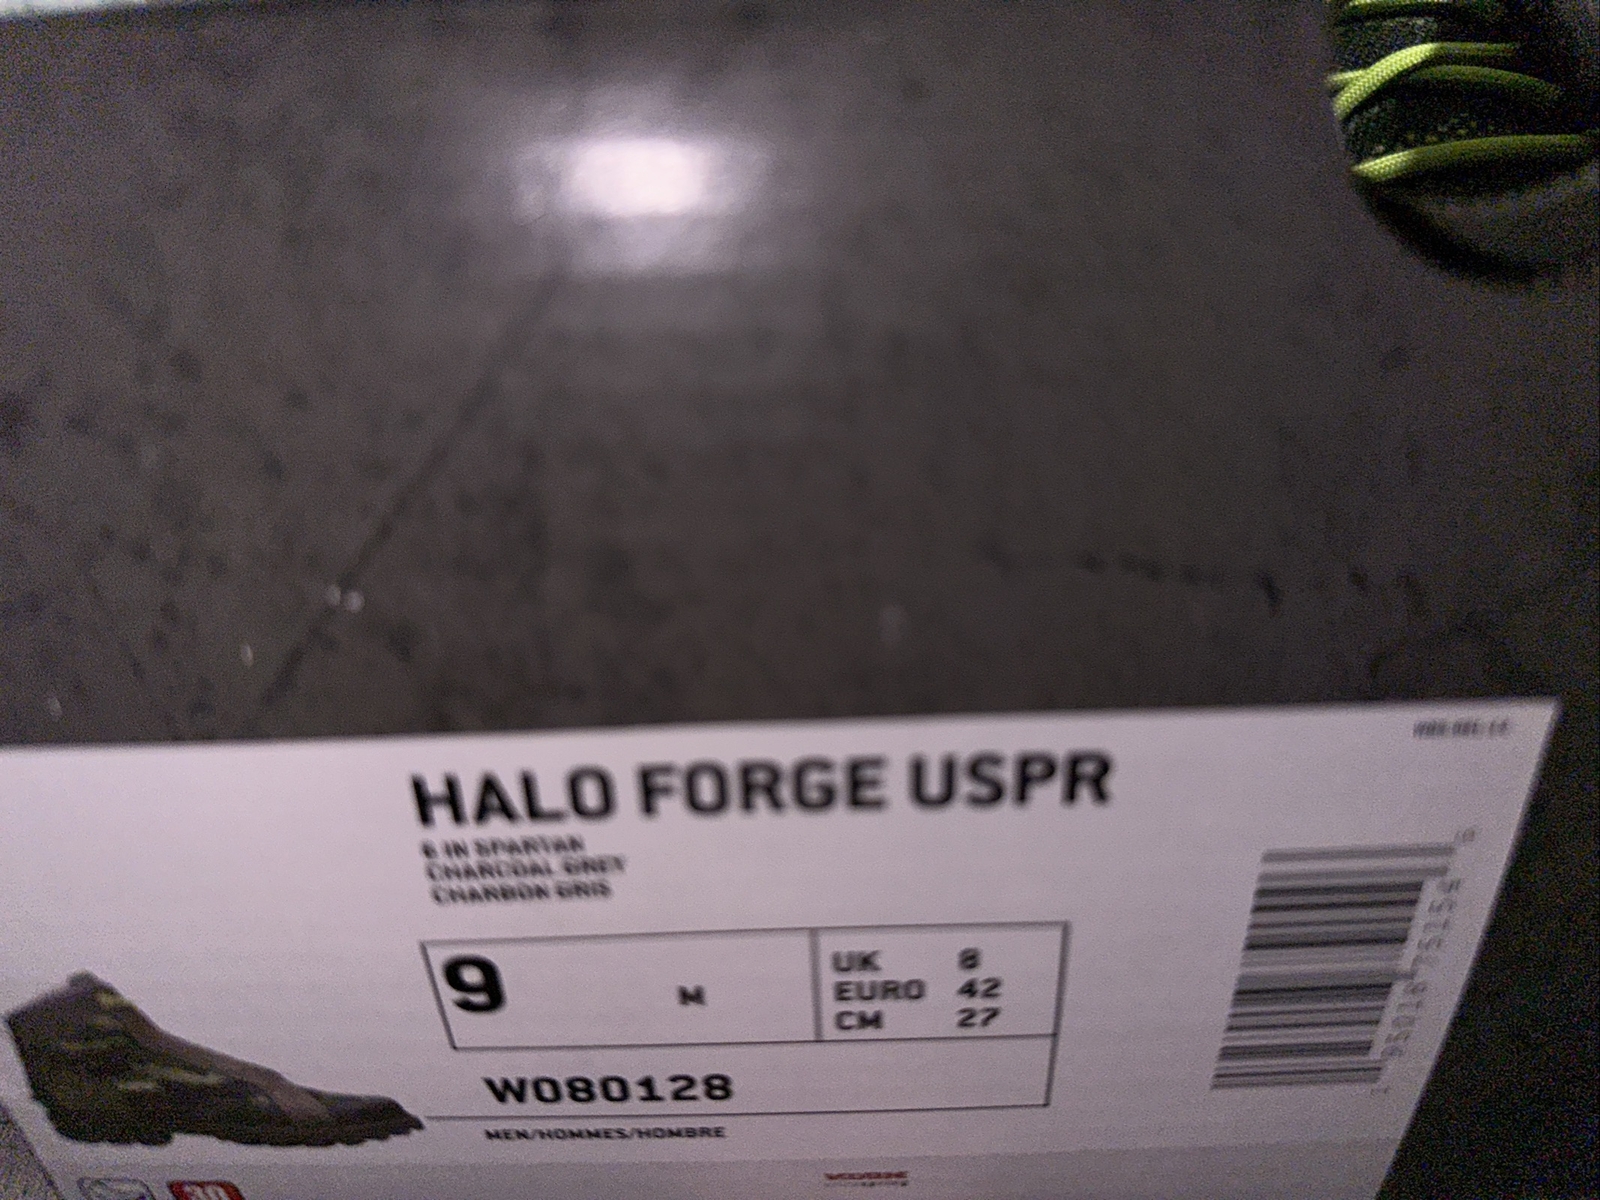 HALO FORGE USPR
6 IN SPARTAN
CHARCOAL GREY
CHARBON GRIS
9 M
UK 8
EURO 42
CM 27
W080128
MEN/HOMMES/HOMBRE
30